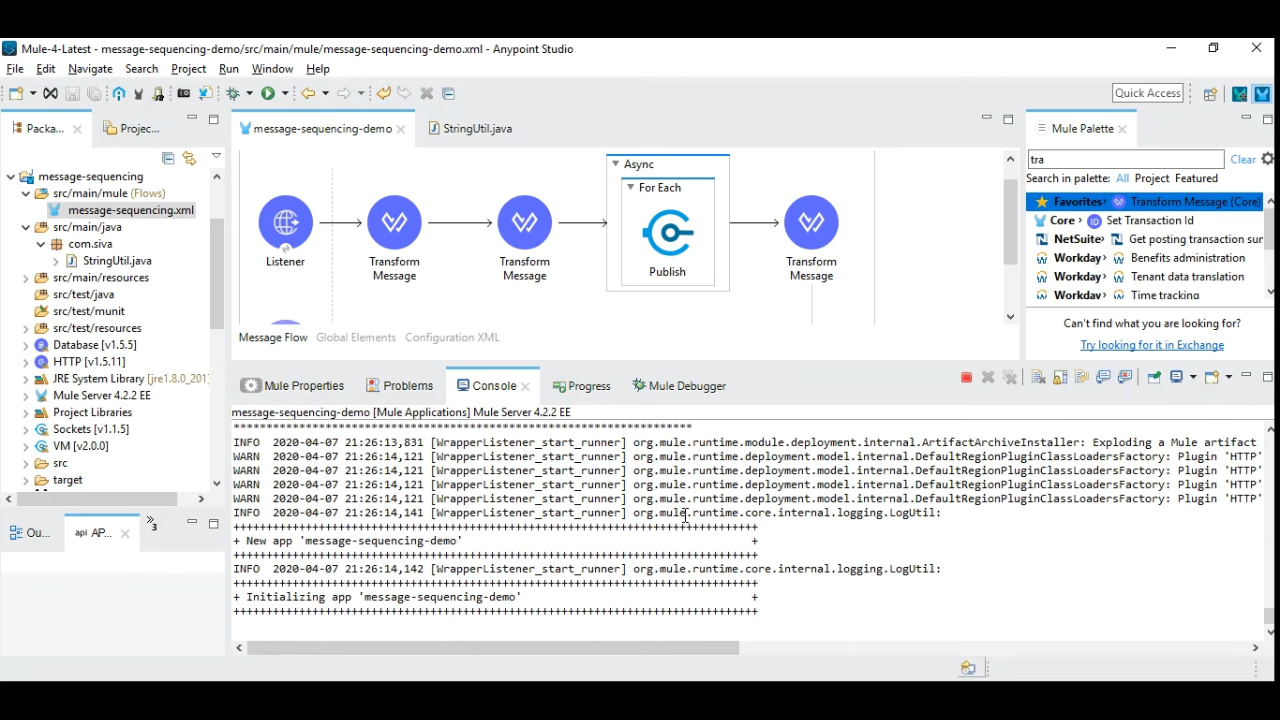 Mule-4-Latest - message-sequencing-demo/src/main/mule/message-sequencing-demo.xml - Anypoint Studio
File Edit Navigate Search Project Run Window Help
Quick Access
Packa... Projec...
message-sequencing-demo StringUtil.java
Mule Palette
message-sequencing
src/main/mule (Flows)
message-sequencing.xml
src/main/java
com.siva
StringUtil.java
src/main/resources
src/test/java
src/test/munit
src/test/resources
Database [v1.5.5]
HTTP [v1.5.11]
JRE System Library [jre1.8.0_201]
Mule Server 4.2.2 EE
Project Libraries
Sockets [v1.1.5]
VM [v2.0.0]
src
target
Listener
Transform Message
Transform Message
Async
For Each
Publish
Transform Message
Message Flow Global Elements Configuration XML
tra
Clear
Search in palette: All Project Featured
Favorites Transform Message (Core)
Core Set Transaction Id
NetSuite Get posting transaction sur
Workday Benefits administration
Workday Tenant data translation
Workday Time tracking
Can't find what you are looking for?
Try looking for it in Exchange
Ou... api AP... 3
Mule Properties Problems Console Progress Mule Debugger
message-sequencing-demo [Mule Applications] Mule Server 4.2.2 EE
**********************************************************************
INFO 2020-04-07 21:26:13,831 [WrapperListener_start_runner] org.mule.runtime.module.deployment.internal.ArtifactArchiveInstaller: Exploding a Mule artifact
WARN 2020-04-07 21:26:14,121 [WrapperListener_start_runner] org.mule.runtime.deployment.model.internal.DefaultRegionPluginClassLoadersFactory: Plugin 'HTTP'
WARN 2020-04-07 21:26:14,121 [WrapperListener_start_runner] org.mule.runtime.deployment.model.internal.DefaultRegionPluginClassLoadersFactory: Plugin 'HTTP'
WARN 2020-04-07 21:26:14,121 [WrapperListener_start_runner] org.mule.runtime.deployment.model.internal.DefaultRegionPluginClassLoadersFactory: Plugin 'HTTP'
WARN 2020-04-07 21:26:14,121 [WrapperListener_start_runner] org.mule.runtime.deployment.model.internal.DefaultRegionPluginClassLoadersFactory: Plugin 'HTTP'
INFO 2020-04-07 21:26:14,141 [WrapperListener_start_runner] org.mule.runtime.core.internal.logging.LogUtil:
++++++++++++++++++++++++++++++++++++++++++++++++++++++++++++++++++++++++++++++++
+ New app 'message-sequencing-demo' +
++++++++++++++++++++++++++++++++++++++++++++++++++++++++++++++++++++++++++++++++
INFO 2020-04-07 21:26:14,142 [WrapperListener_start_runner] org.mule.runtime.core.internal.logging.LogUtil:
++++++++++++++++++++++++++++++++++++++++++++++++++++++++++++++++++++++++++++++++
+ Initializing app 'message-sequencing-demo' +
++++++++++++++++++++++++++++++++++++++++++++++++++++++++++++++++++++++++++++++++